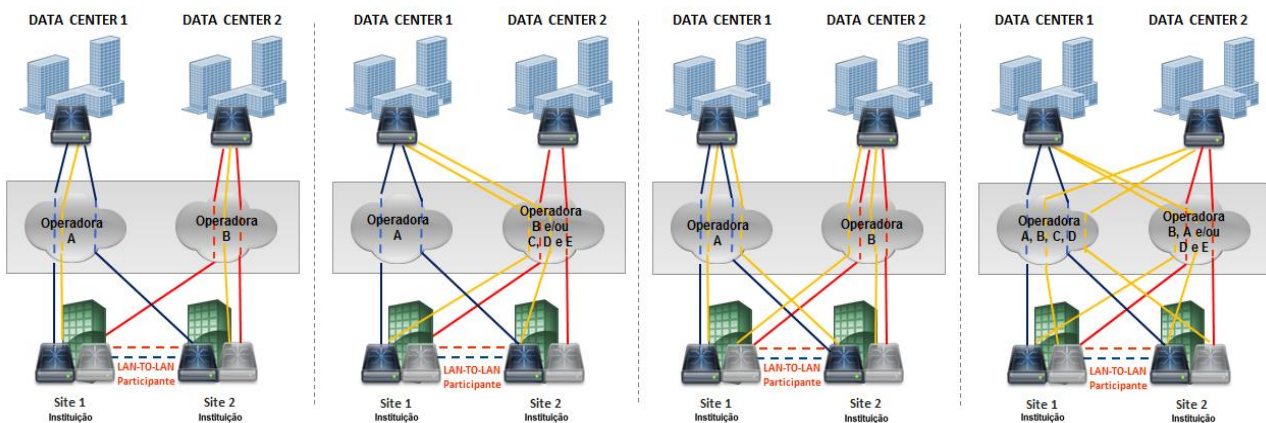 DATA CENTER 1
DATA CENTER 2
Operadora
A
Operadora
B
LAN-TO-LAN
Participante
Site 1
Instituição
Site 2
Instituição
DATA CENTER 1
DATA CENTER 2
Operadora
A
Operadora
B e/ou
C, D e E
LAN-TO-LAN
Participante
Site 1
Instituição
Site 2
Instituição
DATA CENTER 1
DATA CENTER 2
Operadora
A
Operadora
B
LAN-TO-LAN
Participante
Site 1
Instituição
Site 2
Instituição
DATA CENTER 1
DATA CENTER 2
Operadora
A, B, C, D
Operadora
B, A e/ou
D e E
LAN-TO-LAN
Participante
Site 1
Instituição
Site 2
Instituição